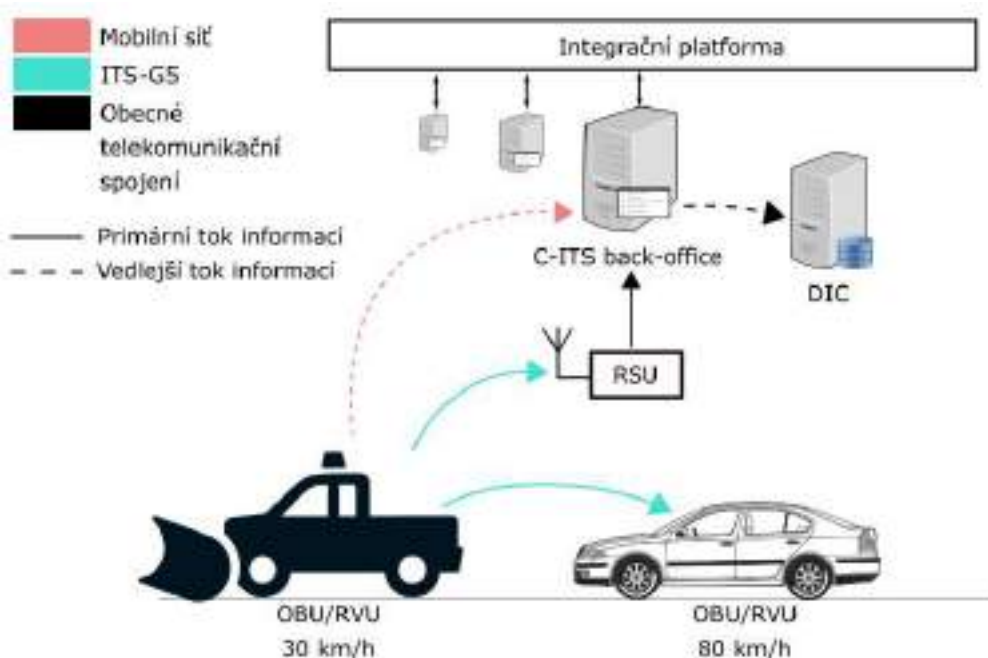 Mobilní síť
ITS-G5
Obecné
telekomunikační
spojení
Primární tok informací
Vedlejší tok informací
Integrační platforma
C-ITS back-office
DIC
RSU
OBU/RVU
30 km/h
OBU/RVU
80 km/h